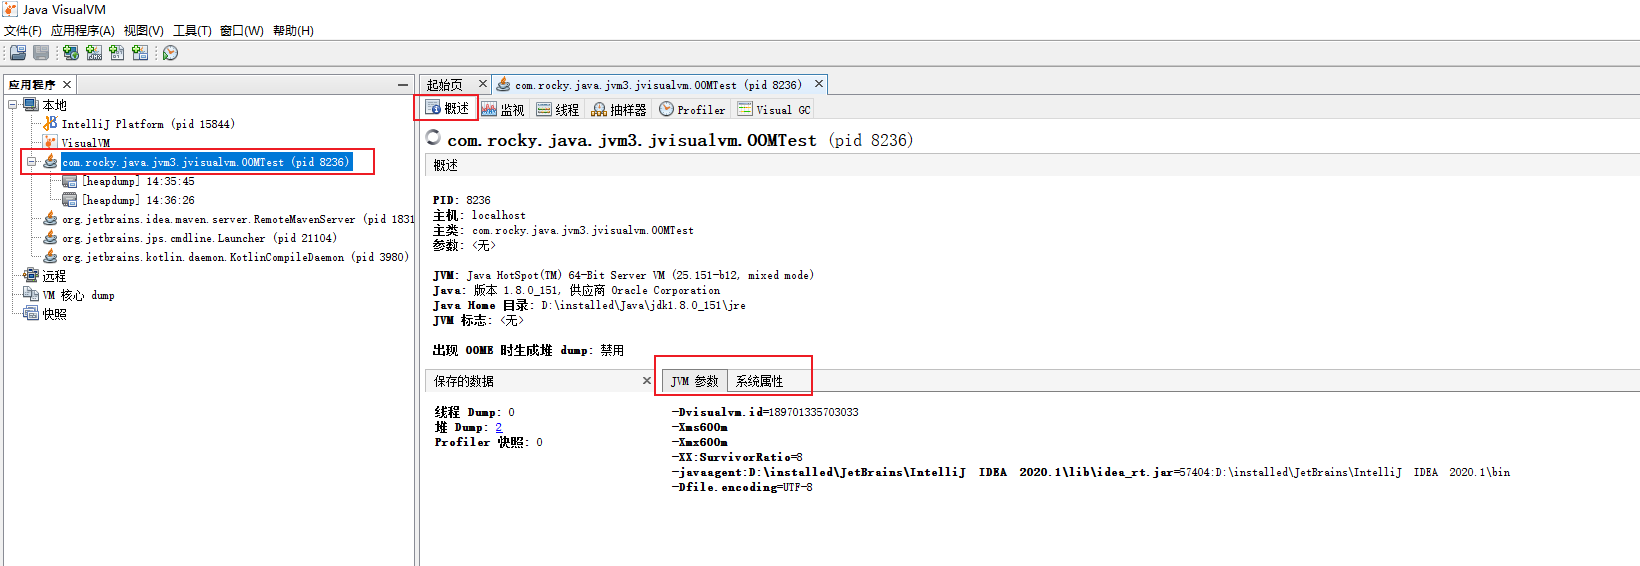 Java VisualVM
文件(F) 应用程序(A) 视图(V) 工具(T) 窗口(W) 帮助(H)
应用程序
本地
IntelliJ Platform (pid 15844)
VisualVM
com.rocky.java.jvm3.jvisualvm.OOMTest (pid 8236)
[heapdump] 14:35:45
[heapdump] 14:36:26
org.jetbrains.idea.maven.server.RemoteMavenServer (pid 1831
org.jetbrains.jps.cmdline.Launcher (pid 21104)
org.jetbrains.kotlin.daemon.KotlinCompileDaemon (pid 3980)
远程
VM 核心 dump
快照
起始页 com.rocky.java.jvm3.jvisualvm.OOMTest (pid 8236)
概述 监视 线程 抽样器 Profiler Visual GC
com.rocky.java.jvm3.jvisualvm.OOMTest (pid 8236)
概述
PID: 8236
主机: localhost
主类: com.rocky.java.jvm3.jvisualvm.OOMTest
参数: <无>
JVM: Java HotSpot(TM) 64-Bit Server VM (25.151-b12, mixed mode)
Java: 版本 1.8.0_151, 供应商 Oracle Corporation
Java Home 目录: D:\installed\Java\jdk1.8.0_151\jre
JVM 标志: <无>
出现 OOME 时生成堆 dump: 禁用
保存的数据
线程 Dump: 0
堆 Dump: 2
Profiler 快照: 0
JVM 参数 系统属性
-Dvisualvm.id=189701335703033
-Xms600m
-Xmx600m
-XX:SurvivorRatio=8
-javaagent:D:\installed\JetBrains\IntelliJ IDEA 2020.1\lib\idea_rt.jar=57404:D:\installed\JetBrains\IntelliJ IDEA 2020.1\bin
-Dfile.encoding=UTF-8